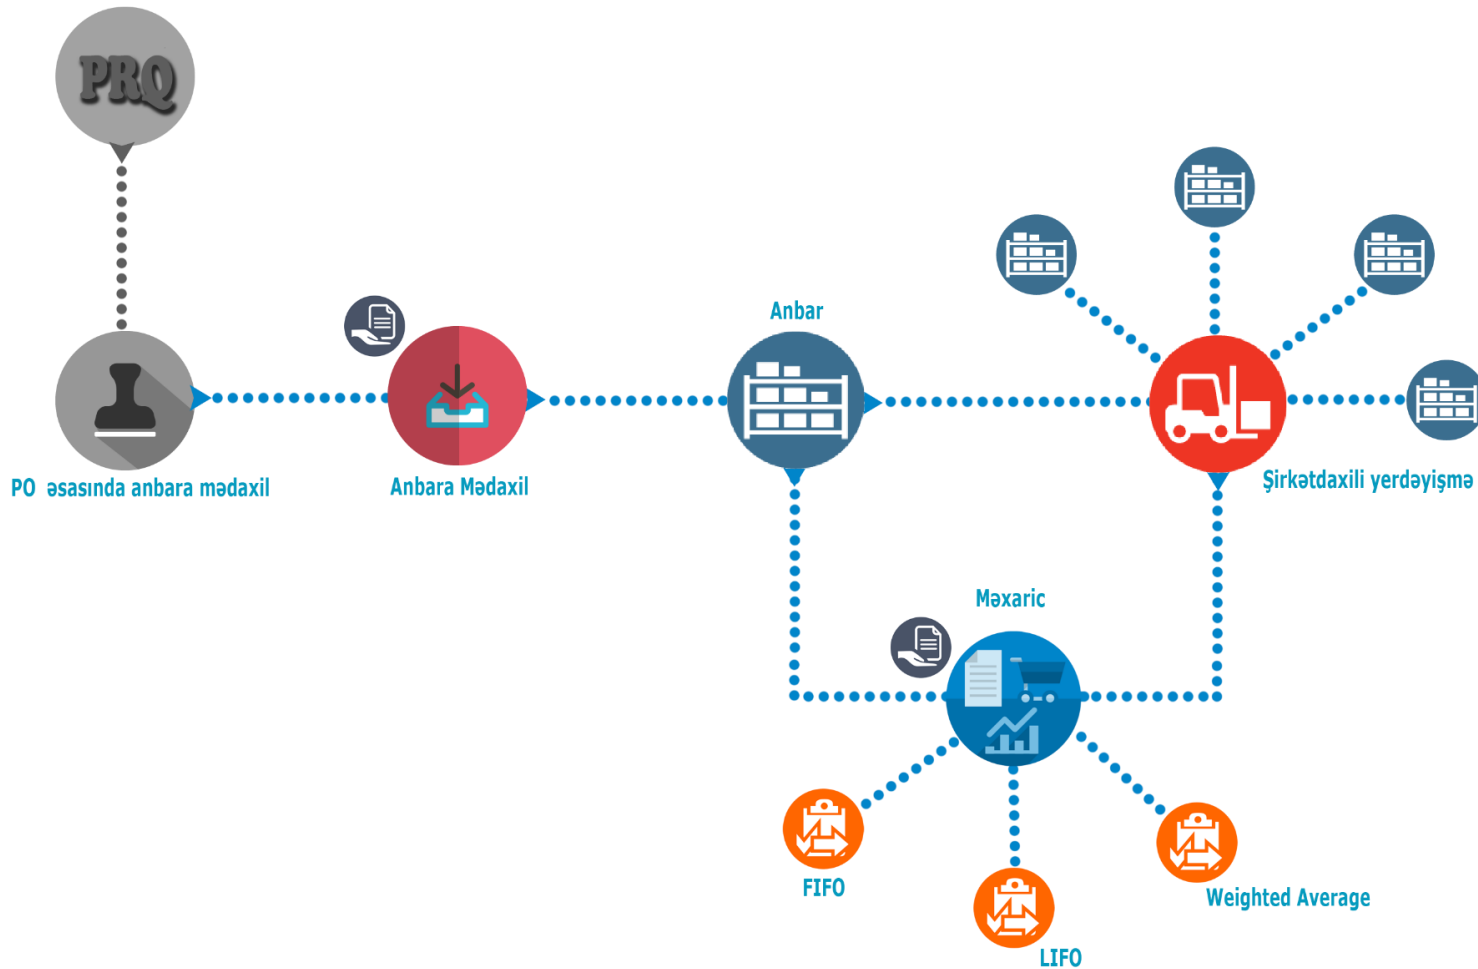 PRQ
Anbar
PO əsasında anbara mədaxil
Anbara Mədaxil
Şirkətdaxili yerdəyişmə
Məxaric
FIFO
Weighted Average
LIFO